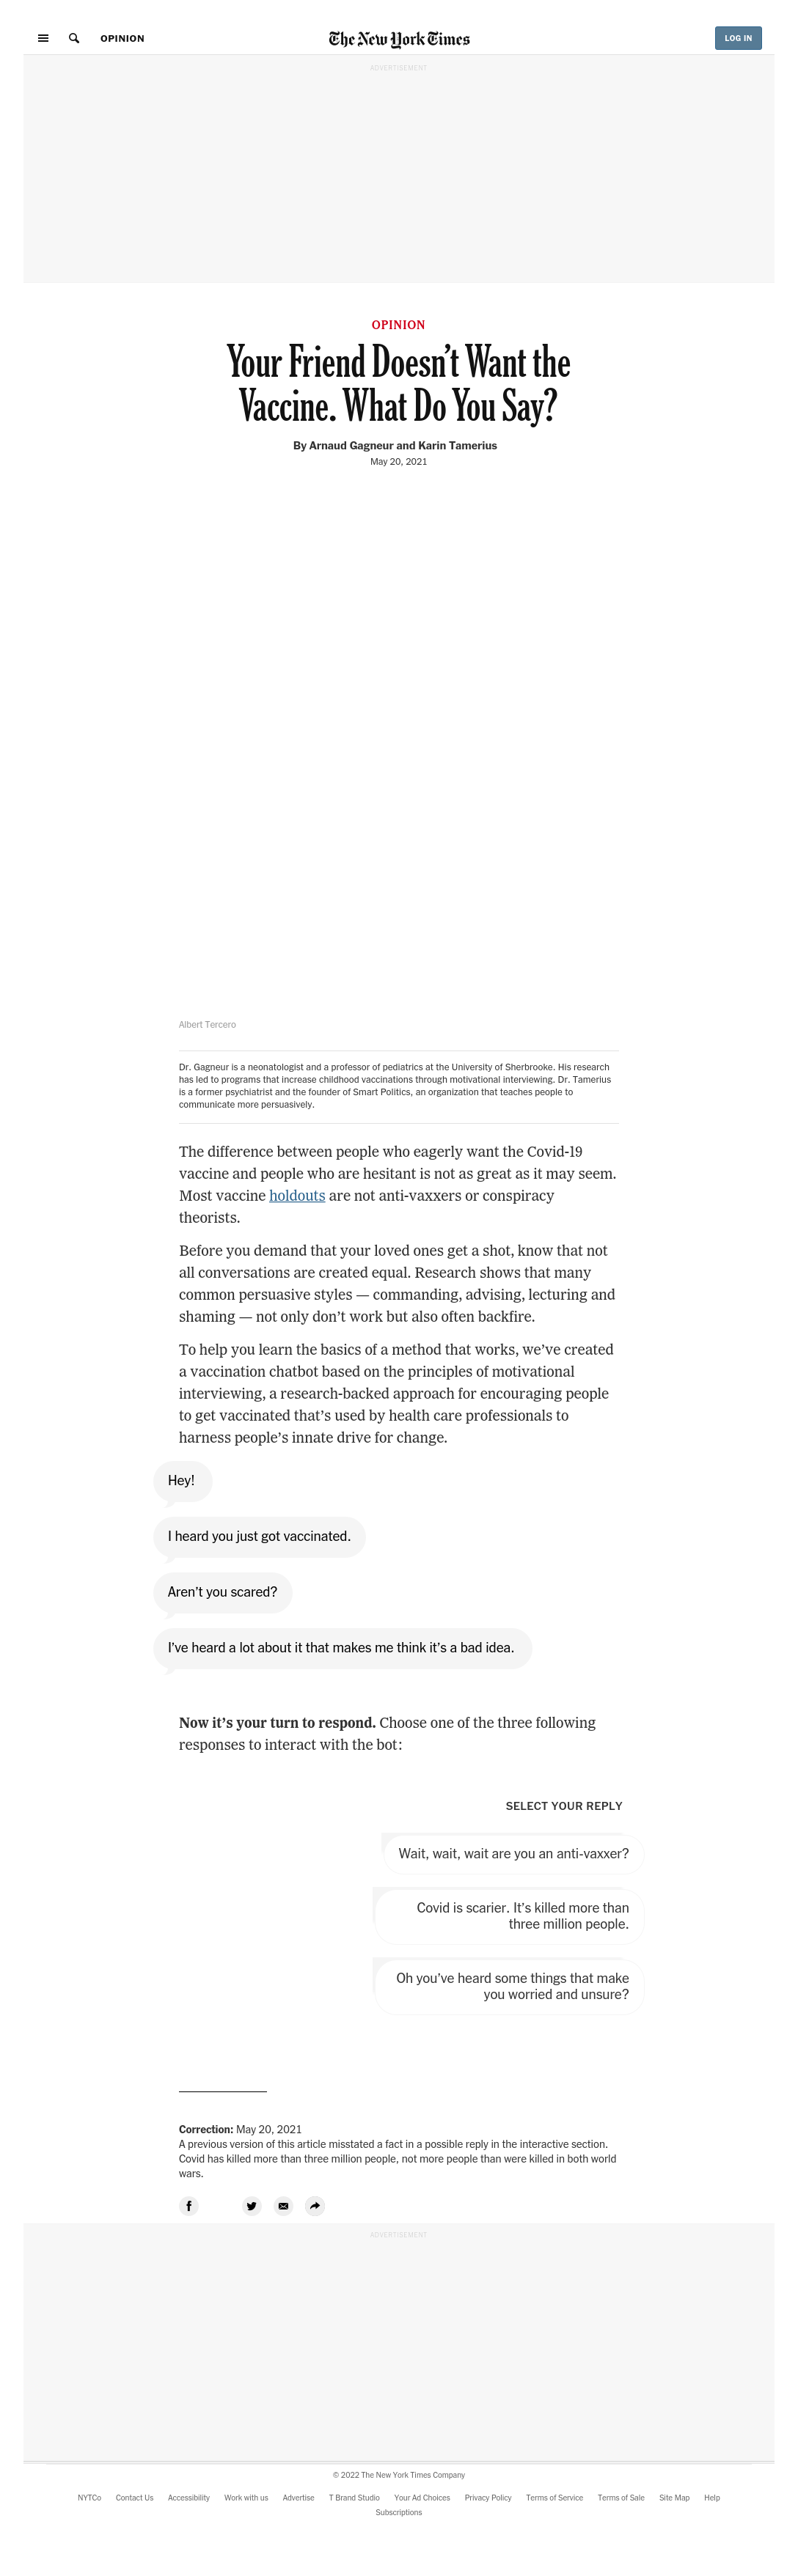 OPINION
The New York Times
LOG IN
ADVERTISEMENT
OPINION
Your Friend Doesn’t Want the
Vaccine. What Do You Say?
By Arnaud Gagneur and Karin Tamerius
May 20, 2021
Albert Tercero
Dr. Gagneur is a neonatologist and a professor of pediatrics at the University of Sherbrooke. His research
has led to programs that increase childhood vaccinations through motivational interviewing. Dr. Tamerius
is a former psychiatrist and the founder of Smart Politics, an organization that teaches people to
communicate more persuasively.
The difference between people who eagerly want the Covid-19
vaccine and people who are hesitant is not as great as it may seem.
Most vaccine holdouts are not anti-vaxxers or conspiracy
theorists.
Before you demand that your loved ones get a shot, know that not
all conversations are created equal. Research shows that many
common persuasive styles — commanding, advising, lecturing and
shaming — not only don’t work but also often backfire.
To help you learn the basics of a method that works, we’ve created
a vaccination chatbot based on the principles of motivational
interviewing, a research-backed approach for encouraging people
to get vaccinated that’s used by health care professionals to
harness people’s innate drive for change.
Hey!
I heard you just got vaccinated.
Aren’t you scared?
I’ve heard a lot about it that makes me think it’s a bad idea.
Now it’s your turn to respond. Choose one of the three following
responses to interact with the bot:
SELECT YOUR REPLY
Wait, wait, wait are you an anti-vaxxer?
Covid is scarier. It’s killed more than
three million people.
Oh you’ve heard some things that make
you worried and unsure?
Correction: May 20, 2021
A previous version of this article misstated a fact in a possible reply in the interactive section.
Covid has killed more than three million people, not more people than were killed in both world
wars.
ADVERTISEMENT
© 2022 The New York Times Company
NYTCo Contact Us Accessibility Work with us Advertise T Brand Studio Your Ad Choices Privacy Policy Terms of Service Terms of Sale Site Map Help
Subscriptions